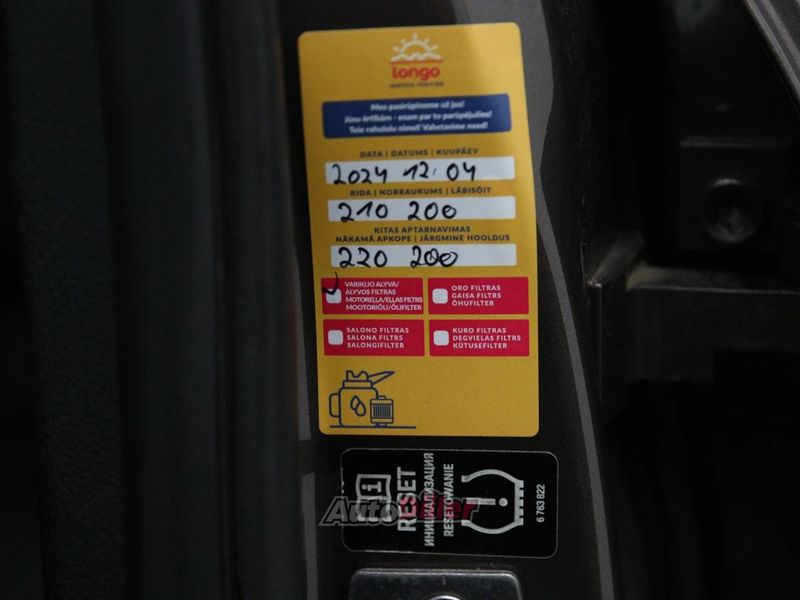 longo
Mes pasirūpinome už jus!
Jūsu ērtībām - esam par to parūpējušies!
Teie rahulolu nimel! Vahetasime need!
DATA | DATUMS | KUUPÄEV
2024 12.04
RIDA | NOBRAUKUMS | LÄBISÕIT
210 200
KITAS APTARNAVIMAS
NĀKAMĀ APKOPE | JÄRGMINE HOOLDUS
220 200
VARIKLIO ALYVA/
ALYVOS FILTRAS
MOTOREĻĻA/EĻĻAS FILTRS
MOOTORIÕLI/ÕLIFILTER
ORO FILTRAS
GAISA FILTRS
ÕHUFILTER
SALONO FILTRAS
SALONA FILTRS
SALONGIFILTER
KURO FILTRAS
DEGVIELAS FILTRS
KÜTUSEFILTER
RESET
ИНИЦИАЛИЗАЦИЯ
RESETOWANIE
6 763 822